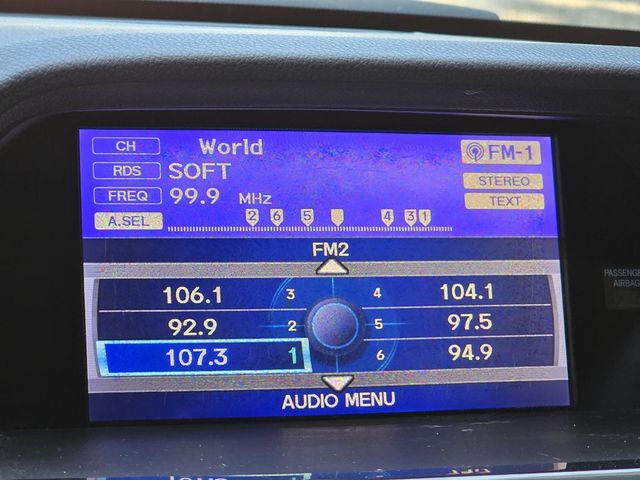 CH World FM-1
RDS SOFT STEREO
FREQ 99.9 MHz TEXT
A.SEL 2 6 5 4 3 1
FM2
106.1 3 4 104.1
92.9 2 5 97.5
107.3 1 6 94.9
AUDIO MENU
PASSENGE
AIRBAG